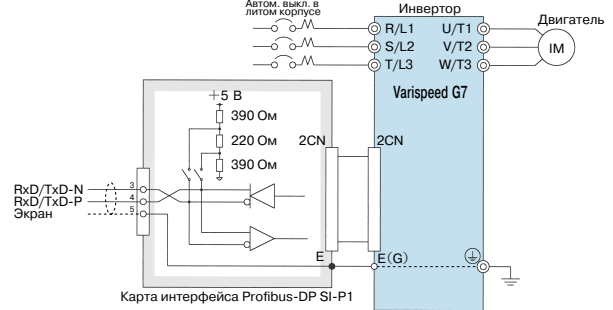 Автом. выкл. в
литом корпусе
Инвертор
Двигатель
R/L1 U/T1
S/L2 V/T2
T/L3 W/T3
IM
Varispeed G7
+5 В
390 Ом
220 Ом
390 Ом
2CN 2CN
RxD/TxD-N 3
RxD/TxD-P 4
Экран 5
E E(G)
Карта интерфейса Profibus-DP SI-P1